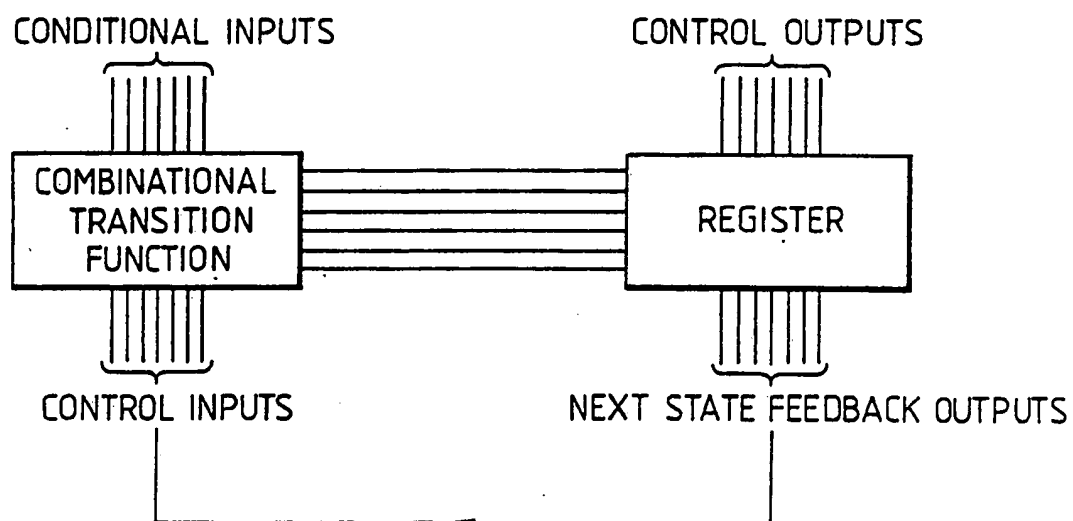 CONDITIONAL INPUTS
CONTROL OUTPUTS
COMBINATIONAL
TRANSITION
FUNCTION
REGISTER
CONTROL INPUTS
NEXT STATE FEEDBACK OUTPUTS